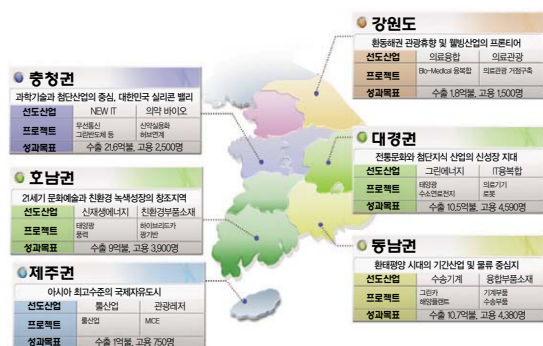 강원도
환동해권 관광휴향 및 웰빙산업의 프론티어
선도산업 의료융합 의료관광
프로젝트 Bio-Medical 융복합 의료관광 거점구축
성과목표 수출 1.8억불, 고용 1,500명
충청권
과학기술과 첨단산업의 중심, 대한민국 실리콘 밸리
선도산업 NEW IT 의약 바이오
프로젝트 무선통신 신약실용화
그린반도체 등 허브연계
성과목표 수출 21.6억불, 고용 2,500명
대경권
전통문화와 첨단지식 산업의 신성장 지대
선도산업 그린에너지 IT융복합
프로젝트 태양광 의료기기
수소연료전지 로봇
성과목표 수출 10.5억불, 고용 4,590명
호남권
21세기 문화예술과 친환경 녹색성장의 창조지역
선도산업 신재생에너지 친환경부품소재
프로젝트 태양광 하이브리드카
풍력 광기반
성과목표 수출 9억불, 고용 3,900명
동남권
환태평양 시대의 기간산업 및 물류 중심지
선도산업 수송기계 융합부품소재
프로젝트 그린카 기계부품
해양플랜트 수송부품
성과목표 수출 10.7억불, 고용 4,380명
제주권
아시아 최고수준의 국제자유도시
선도산업 물산업 관광레저
프로젝트 물산업 MICE
성과목표 수출 1억불, 고용 750명